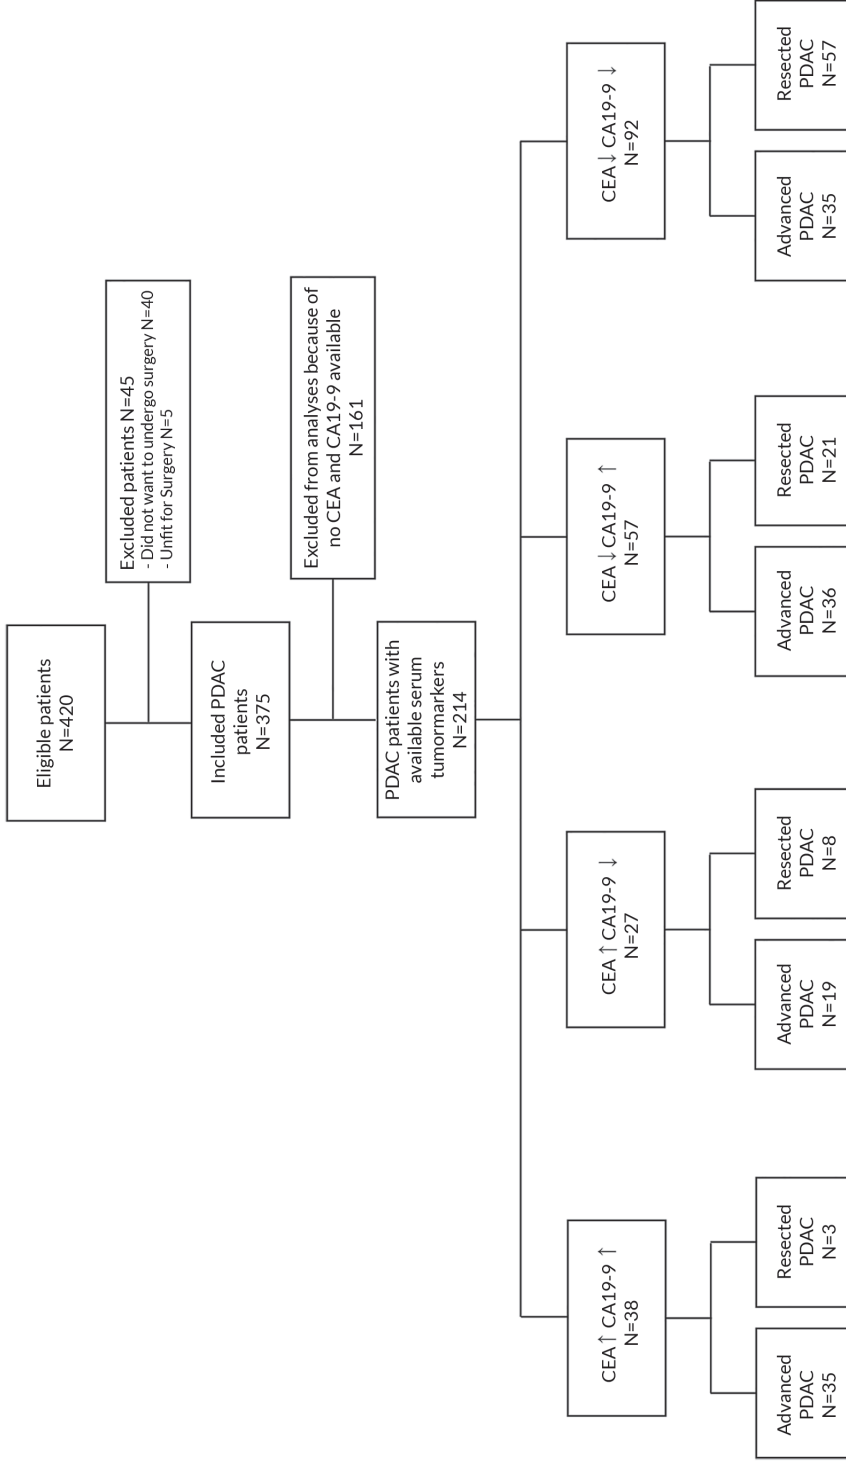 Eligible patients
N=420
Excluded patients N=45
- Did not want to undergo surgery N=40
- Unfit for Surgery N=5
Included PDAC
patients
N=375
Excluded from analyses because of
no CEA and CA19-9 available
N=161
PDAC patients with
available serum
tumormarkers
N=214
CEA↑ CA19-9 ↑
N=38
CEA ↑ CA19-9 ↓
N=27
CEA ↓ CA19-9 ↑
N=57
CEA↓ CA19-9 ↓
N=92
Advanced
PDAC
N=35
Resected
PDAC
N=3
Advanced
PDAC
N=19
Resected
PDAC
N=8
Advanced
PDAC
N=36
Resected
PDAC
N=21
Advanced
PDAC
N=35
Resected
PDAC
N=57